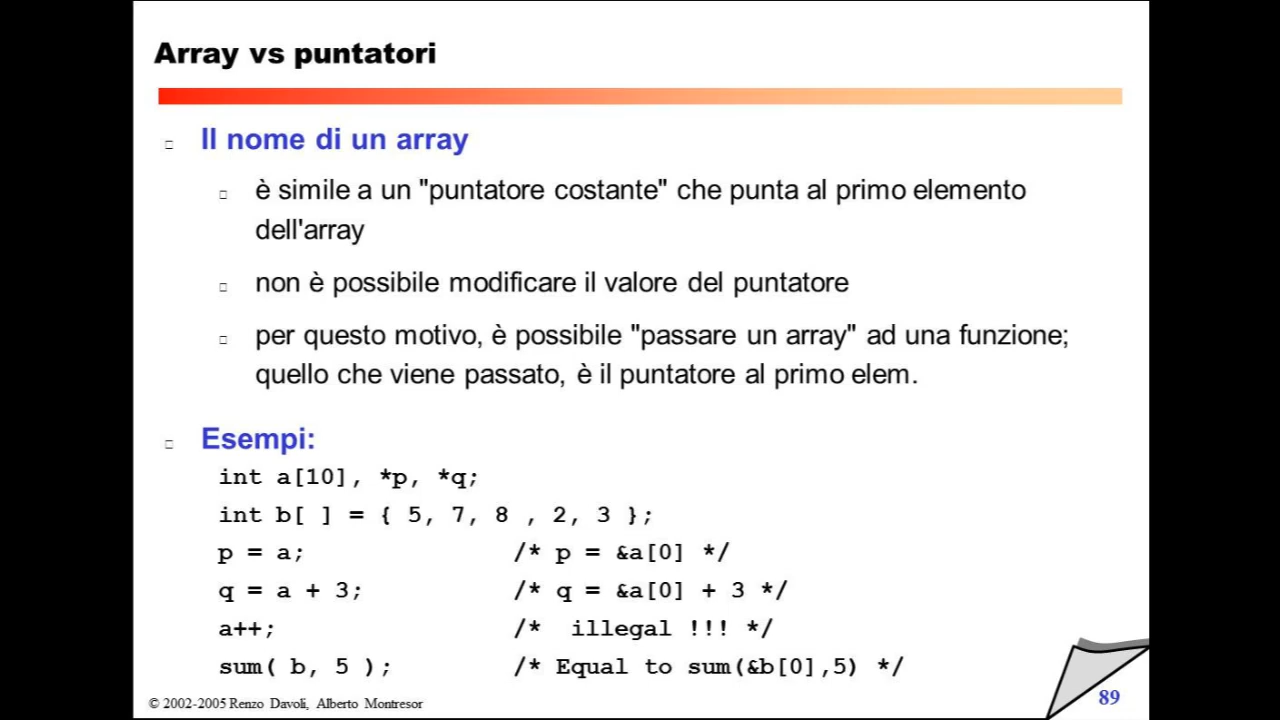 Array vs puntatori
Il nome di un array
è simile a un "puntatore costante" che punta al primo elemento
dell'array
non è possibile modificare il valore del puntatore
per questo motivo, è possibile "passare un array" ad una funzione;
quello che viene passato, è il puntatore al primo elem.
Esempi:
int a[10], *p, *q;
int b[ ] = { 5, 7, 8 , 2, 3 };
p = a; /* p = &a[0] */
q = a + 3; /* q = &a[0] + 3 */
a++; /* illegal !!! */
sum( b, 5 ); /* Equal to sum(&b[0],5) */
© 2002-2005 Renzo Davoli, Alberto Montresor
89